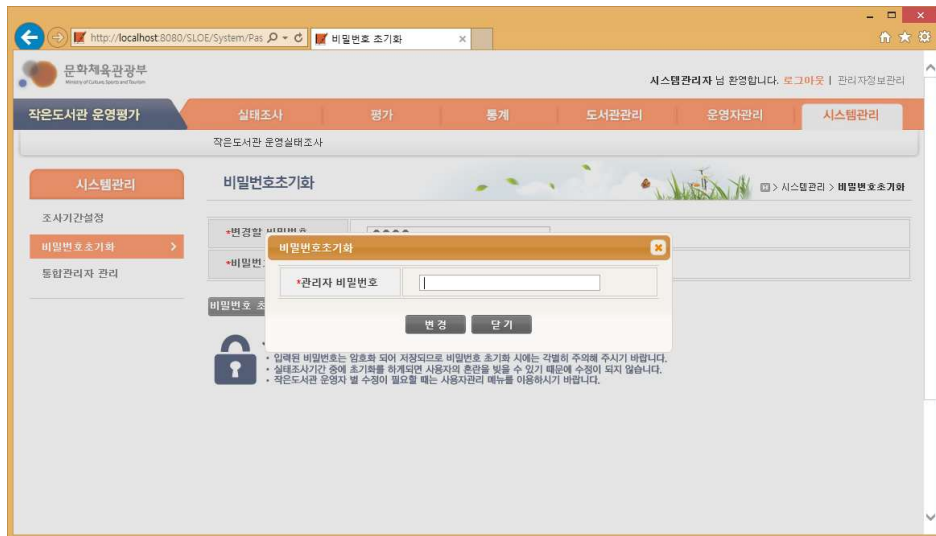 http://localhost:8080/SLOE/System/Pas
비밀번호 초기화
문화체육관광부
Ministry of Culture, Sports and Tourism
시스템관리자 님 환영합니다. 로그아웃 | 관리자정보관리
작은도서관 운영평가
실태조사
평가
통계
도서관관리
운영자관리
시스템관리
작은도서관 운영실태조사
시스템관리
비밀번호초기화
> 시스템관리 > 비밀번호초기화
조사기간설정
비밀번호초기화 >
통합관리자 관리
*변경할 비밀번호
*비밀번
비밀번호초기화
*관리자 비밀번호
비밀번호 초
변경
닫기
• 입력된 비밀번호는 암호화 되어 저장되므로 비밀번호 초기화 시에는 각별히 주의해 주시기 바랍니다.
• 실태조사기간 중에 초기화를 하게되면 사용자의 혼란을 빚을 수 있기 때문에 수정이 되지 않습니다.
• 작은도서관 운영자 별 수정이 필요할 때는 사용자관리 메뉴를 이용하시기 바랍니다.